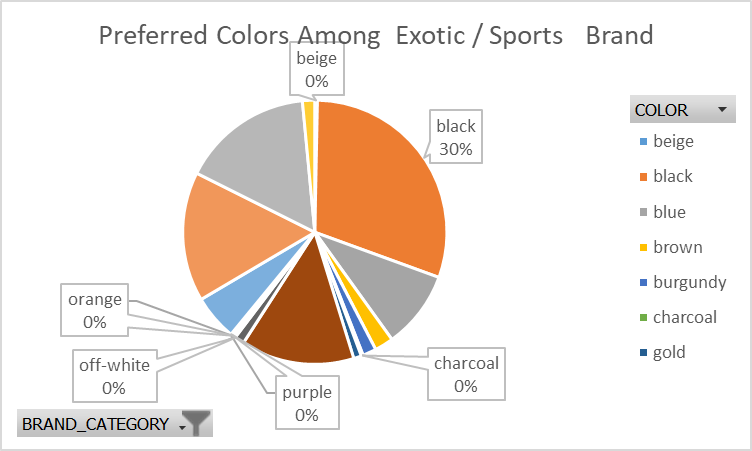 Preferred Colors Among  Exotic / Sports   Brand
beige
0%
black
30%
orange
0%
off-white
0%
purple
0%
charcoal
0%
COLOR
beige
black
blue
brown
burgundy
charcoal
gold
BRAND_CATEGORY